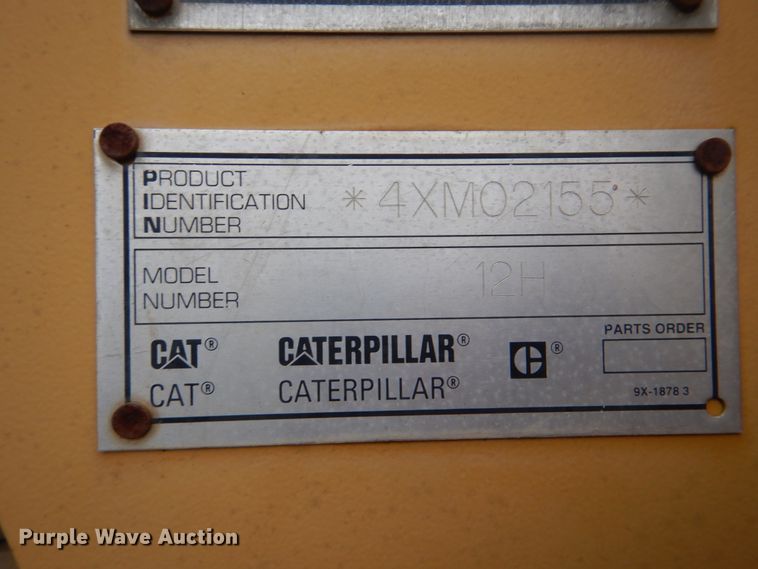 PRODUCT
IDENTIFICATION
NUMBER
*4XM02155*
MODEL
NUMBER
12H
PARTS ORDER
CAT® CATERPILLAR® C®
CAT® CATERPILLAR®
9X-1878 3
Purple Wave Auction